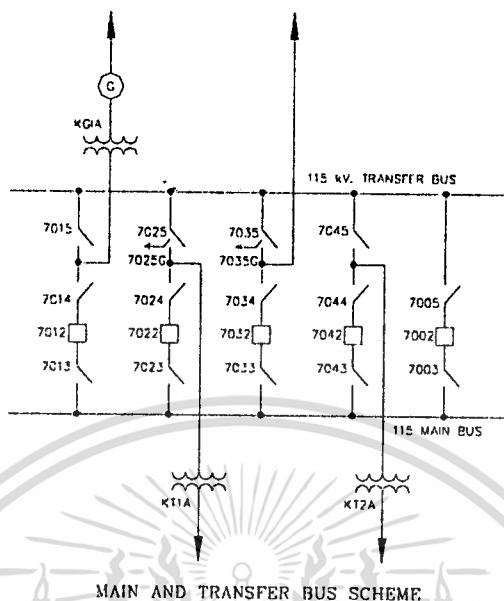 G
KG1A
115 kV. TRANSFER BUS
7015
7025
7035
7045
7025G
7035G
7014
7024
7034
7044
7005
7012
7022
7032
7042
7002
7013
7023
7033
7043
7003
115 MAIN BUS
KT1A
KT2A
MAIN AND TRANSFER BUS SCHEME